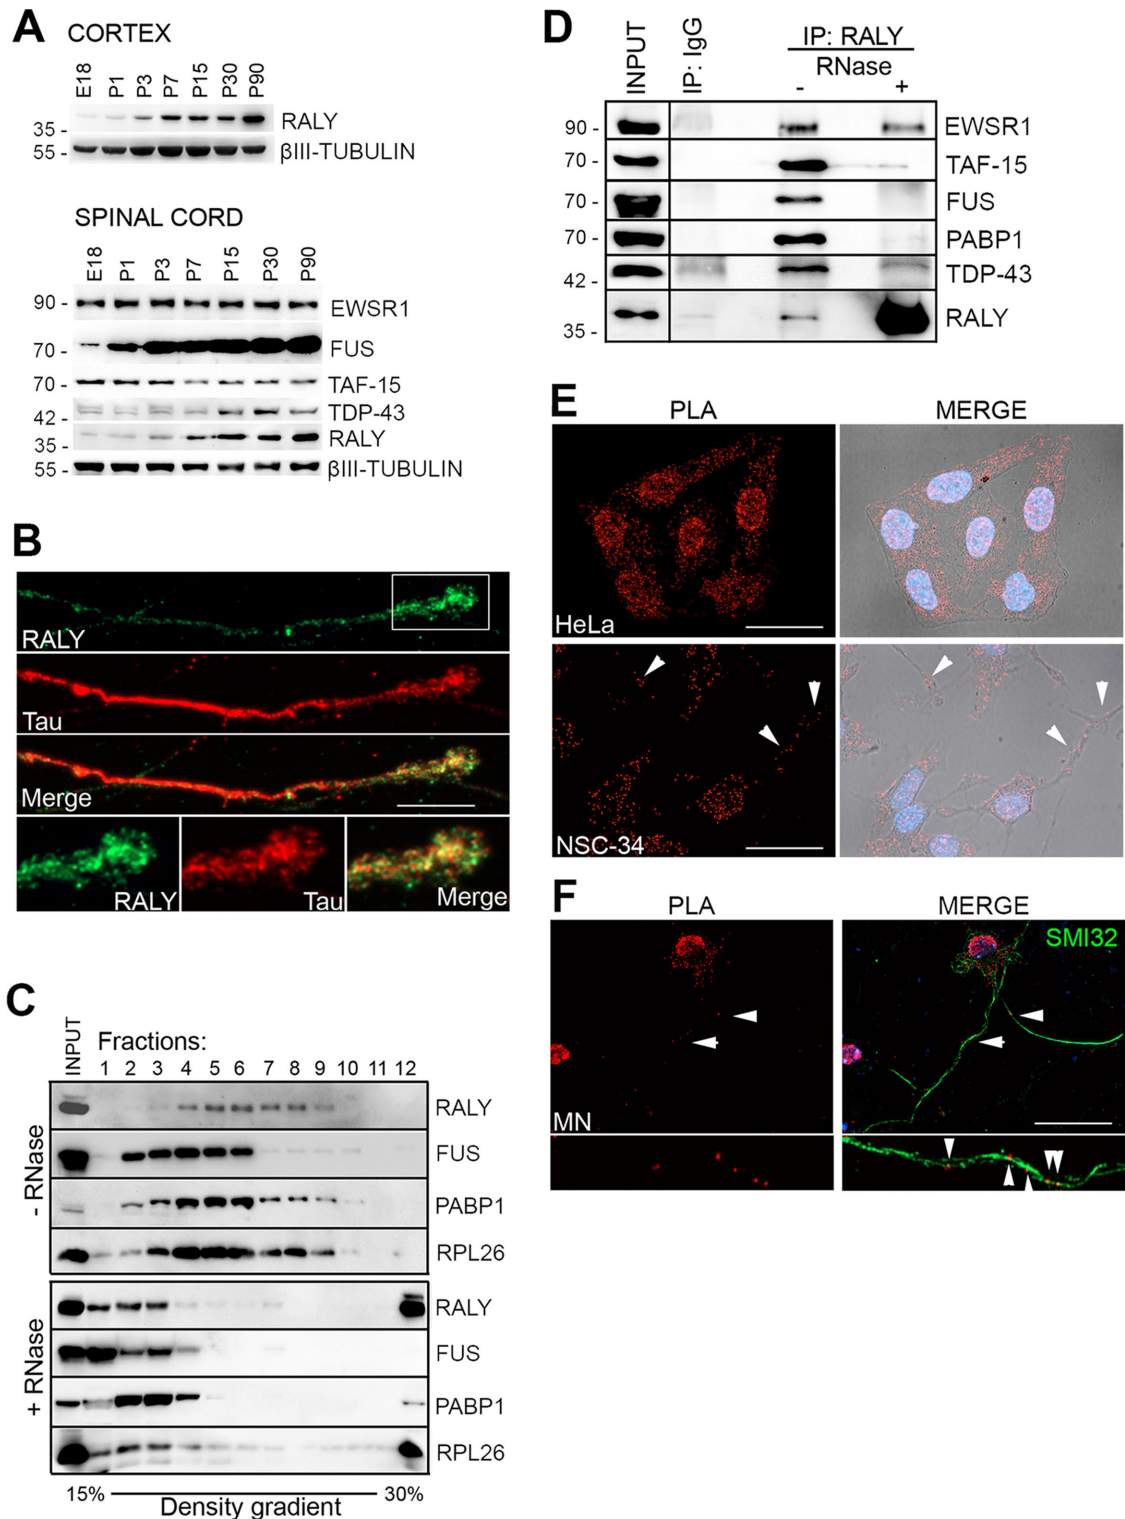 A
CORTEX
E18 P1 P3 P7 P15 P30 P90
35 - RALY
55 - βIII-TUBULIN
SPINAL CORD
E18 P1 P3 P7 P15 P30 P90
90 - EWSR1
70 - FUS
70 - TAF-15
42 - TDP-43
35 - RALY
55 - βIII-TUBULIN
B
RALY
Tau
Merge
RALY Tau Merge
C
INPUT Fractions:
1 2 3 4 5 6 7 8 9 10 11 12
- RNase
RALY
FUS
PABP1
RPL26
+ RNase
RALY
FUS
PABP1
RPL26
15% Density gradient 30%
D
INPUT IP: IgG IP: RALY
RNase
- +
90 - EWSR1
70 - TAF-15
70 - FUS
70 - PABP1
42 - TDP-43
35 - RALY
E
PLA MERGE
HeLa
NSC-34
F
PLA MERGE
SMI32
MN